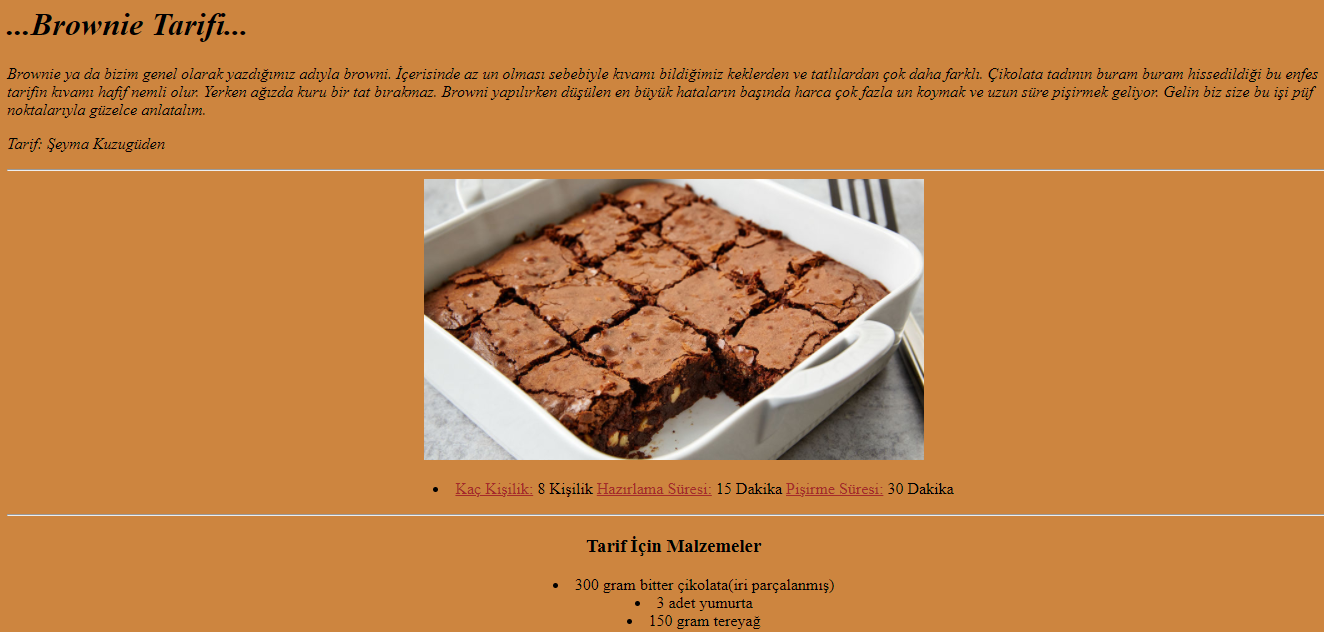 ...Brownie Tarifi...
Brownie ya da bizim genel olarak yazdığımız adıyla browni. İçerisinde az un olması sebebiyle kıvamı bildiğimiz keklerden ve tatlılardan çok daha farklı. Çikolata tadının buram buram hissedildiği bu enfes
tarifin kıvamı hafif nemli olur. Yerken ağızda kuru bir tat bırakmaz. Browni yapılırken düşülen en büyük hataların başında harca çok fazla un koymak ve uzun süre pişirmek geliyor. Gelin biz size bu işi püf
noktalarıyla güzelce anlatalım.
Tarif: Şeyma Kuzugüden
• Kaç Kişilik: 8 Kişilik Hazırlama Süresi: 15 Dakika Pişirme Süresi: 30 Dakika
Tarif İçin Malzemeler
• 300 gram bitter çikolata(iri parçalanmış)
• 3 adet yumurta
• 150 gram tereyağ